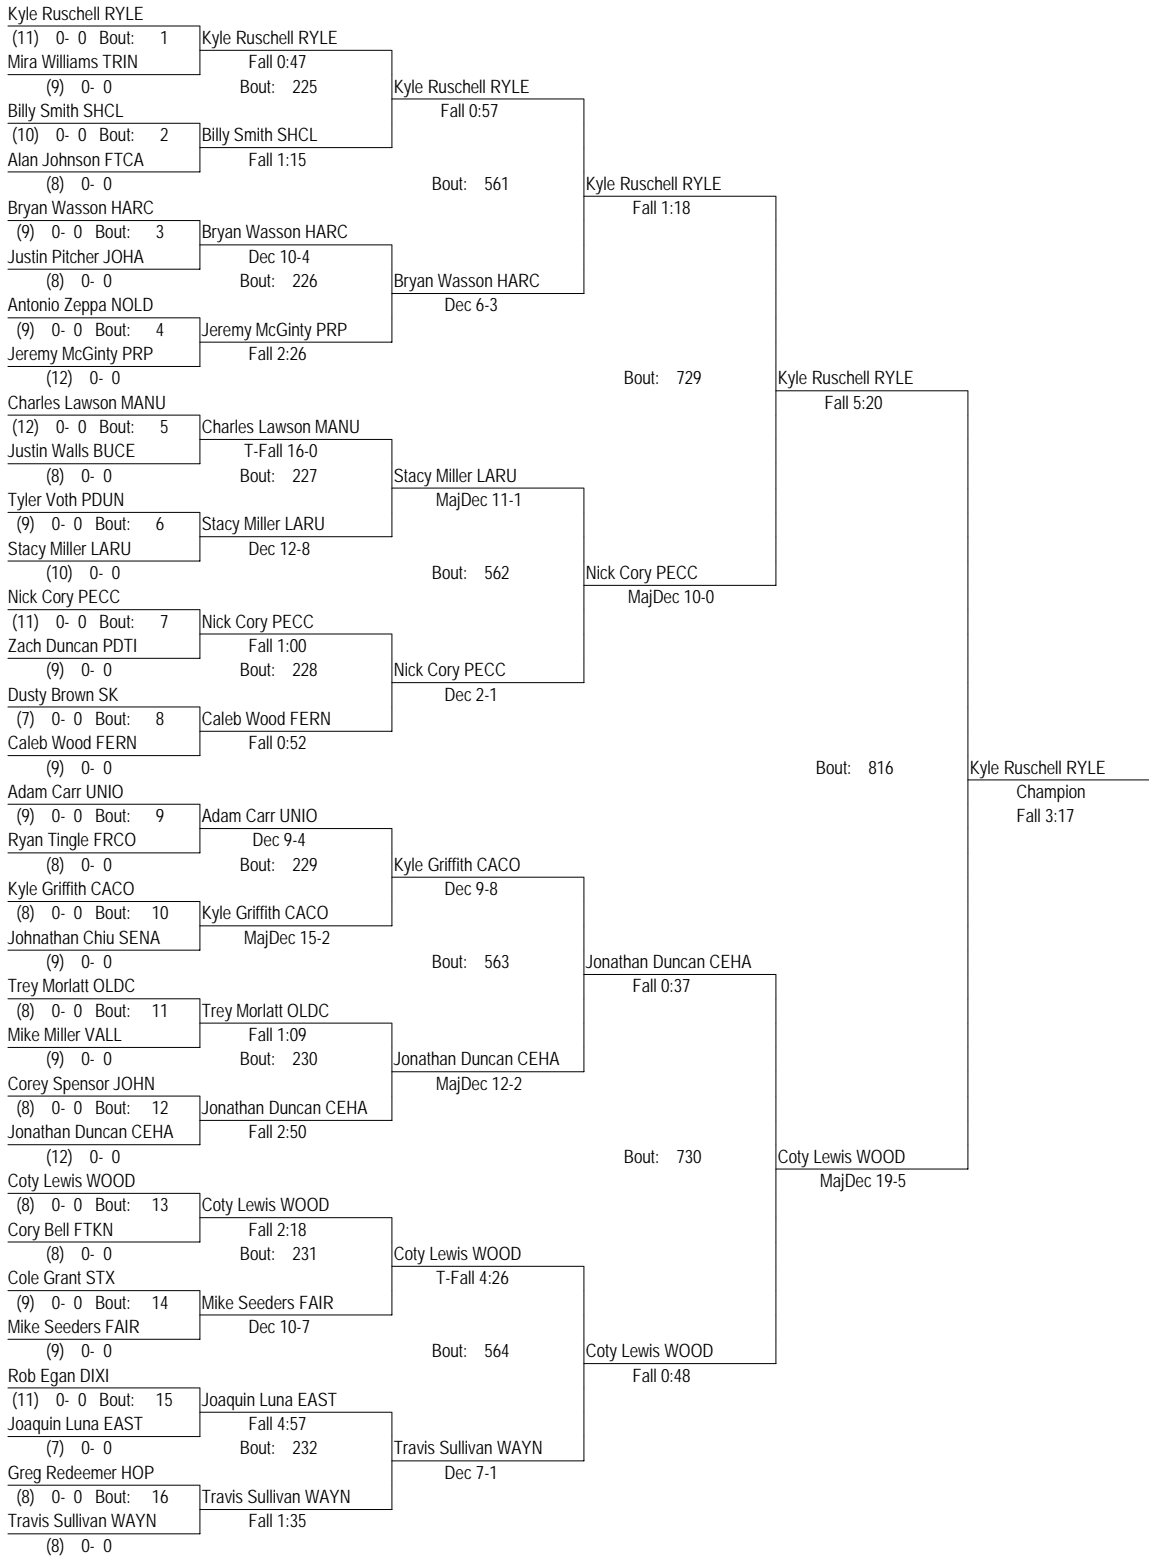 Kyle Ruschell RYLE
(11) 0- 0 Bout: 1 Kyle Ruschell RYLE
Mira Williams TRIN Fall 0:47
(9) 0- 0 Bout: 225 Kyle Ruschell RYLE
Billy Smith SHCL Fall 0:57
(10) 0- 0 Bout: 2 Billy Smith SHCL
Alan Johnson FTCA Fall 1:15
(8) 0- 0 Bout: 561 Kyle Ruschell RYLE
Bryan Wasson HARC Fall 1:18
(9) 0- 0 Bout: 3 Bryan Wasson HARC
Justin Pitcher JOHA Dec 10-4
(8) 0- 0 Bout: 226 Bryan Wasson HARC
Antonio Zeppa NOLD Dec 6-3
(9) 0- 0 Bout: 4 Jeremy McGinty PRP
Jeremy McGinty PRP Fall 2:26
(12) 0- 0 Bout: 729 Kyle Ruschell RYLE
Charles Lawson MANU Fall 5:20
(12) 0- 0 Bout: 5 Charles Lawson MANU
Justin Walls BUCE T-Fall 16-0
(8) 0- 0 Bout: 227 Stacy Miller LARU
Tyler Voth PDUN MajDec 11-1
(9) 0- 0 Bout: 6 Stacy Miller LARU
Stacy Miller LARU Dec 12-8
(10) 0- 0 Bout: 562 Nick Cory PECC
Nick Cory PECC MajDec 10-0
(11) 0- 0 Bout: 7 Nick Cory PECC
Zach Duncan PDTI Fall 1:00
(9) 0- 0 Bout: 228 Nick Cory PECC
Dusty Brown SK Dec 2-1
(7) 0- 0 Bout: 8 Caleb Wood FERN
Caleb Wood FERN Fall 0:52
(9) 0- 0 Bout: 816 Kyle Ruschell RYLE
Adam Carr UNIO Champion
(9) 0- 0 Bout: 9 Adam Carr UNIO Fall 3:17
Ryan Tingle FRCO Dec 9-4
(8) 0- 0 Bout: 229 Kyle Griffith CACO
Kyle Griffith CACO Dec 9-8
(8) 0- 0 Bout: 10 Kyle Griffith CACO
Johnathan Chiu SENA MajDec 15-2
(9) 0- 0 Bout: 563 Jonathan Duncan CEHA
Trey Morlatt OLDC Fall 0:37
(8) 0- 0 Bout: 11 Trey Morlatt OLDC
Mike Miller VALL Fall 1:09
(9) 0- 0 Bout: 230 Jonathan Duncan CEHA
Corey Spensor JOHN MajDec 12-2
(8) 0- 0 Bout: 12 Jonathan Duncan CEHA
Jonathan Duncan CEHA Fall 2:50
(12) 0- 0 Bout: 730 Coty Lewis WOOD
Coty Lewis WOOD MajDec 19-5
(8) 0- 0 Bout: 13 Coty Lewis WOOD
Cory Bell FTKN Fall 2:18
(8) 0- 0 Bout: 231 Coty Lewis WOOD
Cole Grant STX T-Fall 4:26
(9) 0- 0 Bout: 14 Mike Seeders FAIR
Mike Seeders FAIR Dec 10-7
(9) 0- 0 Bout: 564 Coty Lewis WOOD
Rob Egan DIXI Fall 0:48
(11) 0- 0 Bout: 15 Joaquin Luna EAST
Joaquin Luna EAST Fall 4:57
(7) 0- 0 Bout: 232 Travis Sullivan WAYN
Greg Redeemer HOP Dec 7-1
(8) 0- 0 Bout: 16 Travis Sullivan WAYN
Travis Sullivan WAYN Fall 1:35
(8) 0- 0